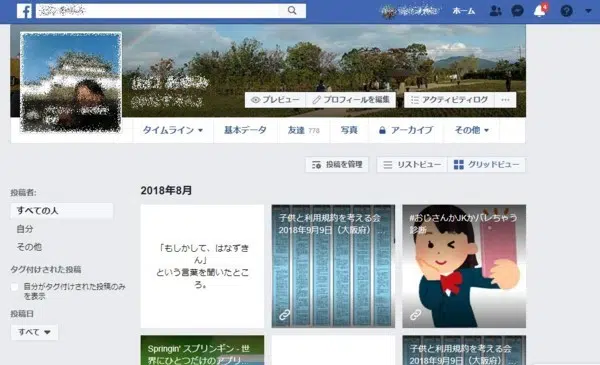 f
ホーム
4
プレビュー
プロフィールを編集
アクティビティログ
タイムライン
基本データ
友達 778
写真
アーカイブ
その他
投稿を管理
リストビュー
グリッドビュー
投稿者:
すべての人
自分
その他
タグ付けされた投稿
自分がタグ付けされた投稿のみ
を表示
投稿日
すべて
2018年8月
「もしかして、はなずき
ん」
という言葉を聞いたとこ
ろ。
子供と利用規約を考える会
2018年9月9日（大阪府）...
#おじさんかJKかバレちゃう
診断...
Springin' スプリンギン - 世
界にひとつだけのアプリ...
子供と利用規約を考える会
2018年9月9日（大阪府）...